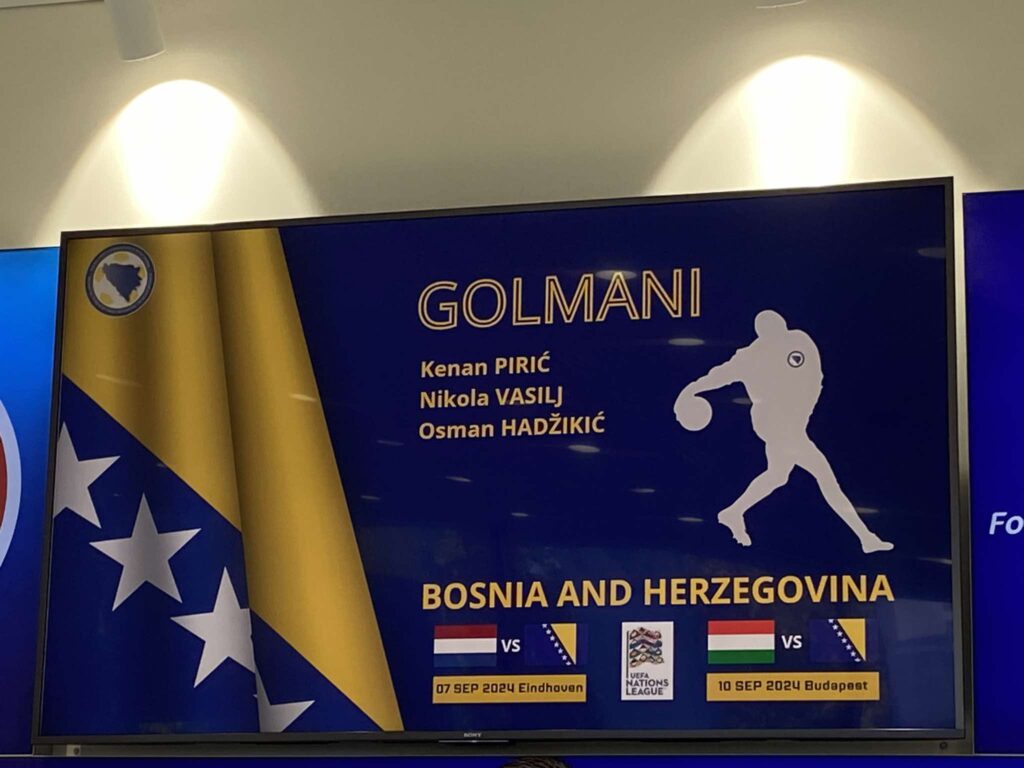 GOLMANI
Kenan PIRIĆ
Nikola VASILJ
Osman HADŽIKIĆ
Fo
BOSNIA AND HERZEGOVINA
VS
VS
UEFA
NATIONS
LEAGUE
07 SEP 2024 Eindhoven
10 SEP 2024 Budapest
SONY